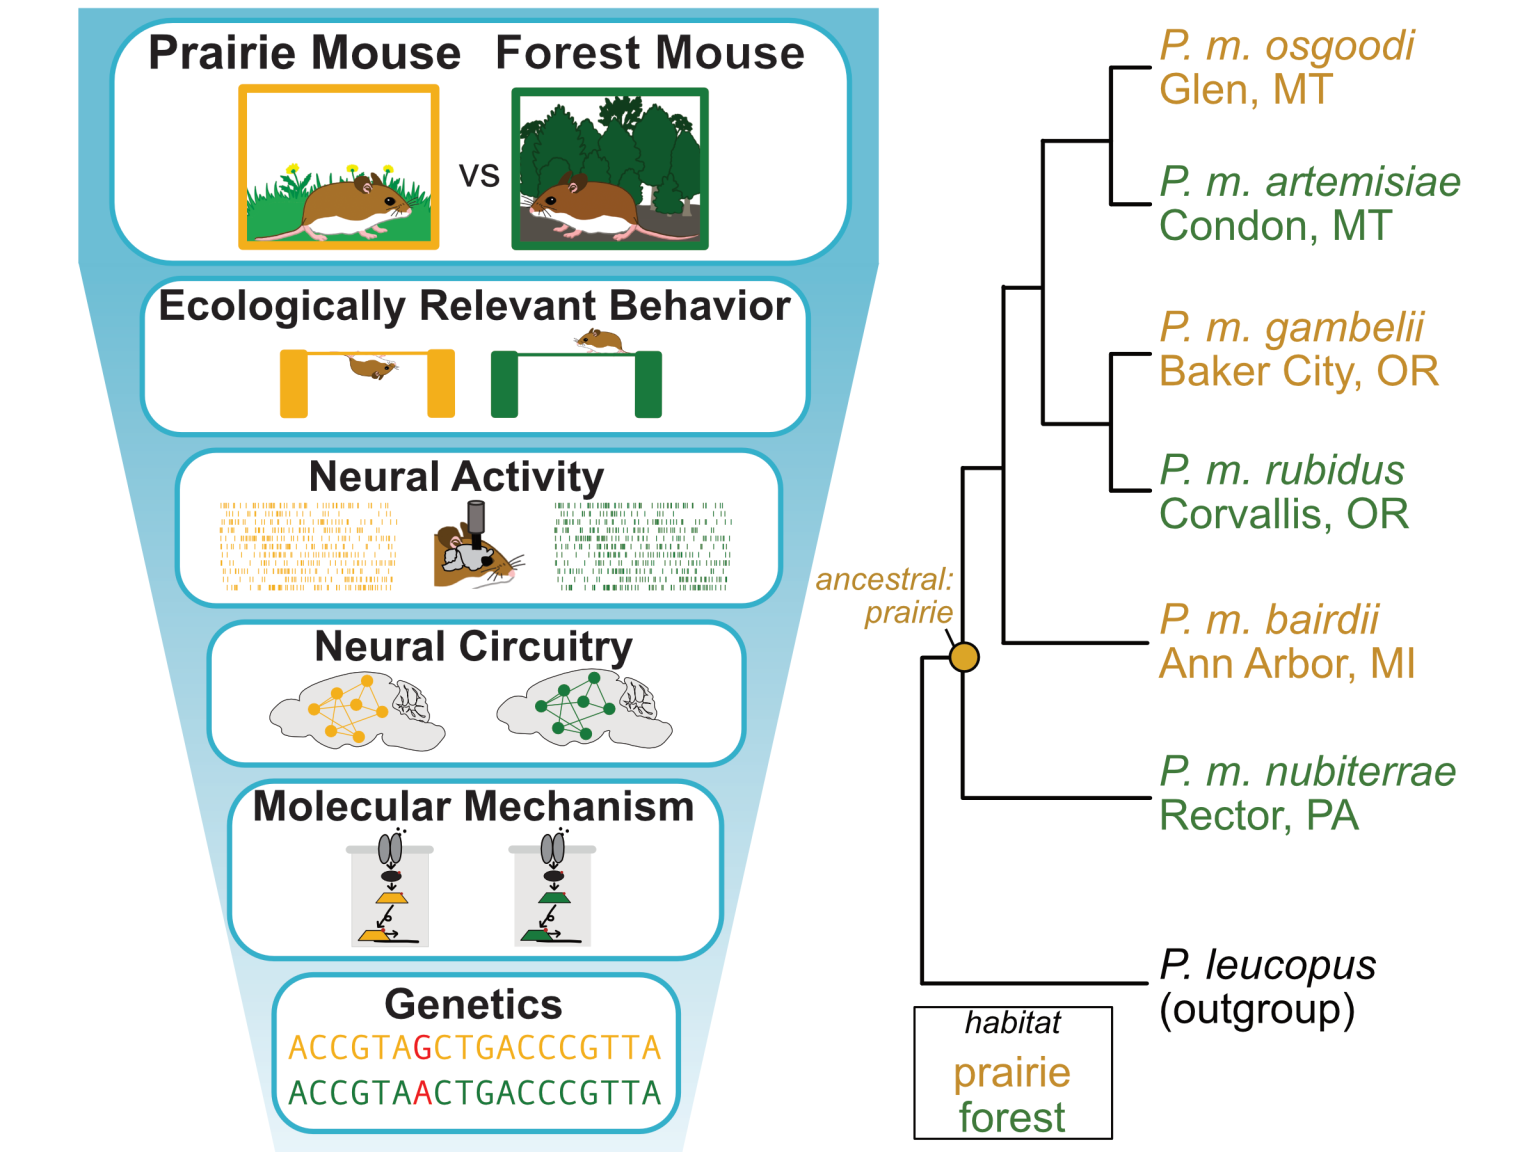 Prairie Mouse
vs
Forest Mouse
Ecologically Relevant Behavior
Neural Activity
Neural Circuitry
Molecular Mechanism
Genetics
ACCGTAGCTGACCCGTTA
ACCGTAACTGACCCGTTA
P. m. osgoodi
Glen, MT
P. m. artemisiae
Condon, MT
P. m. gambelii
Baker City, OR
P. m. rubidus
Corvallis, OR
ancestral:
prairie
P. m. bairdii
Ann Arbor, MI
P. m. nubiterrae
Rector, PA
P. leucopus
(outgroup)
habitat
prairie
forest